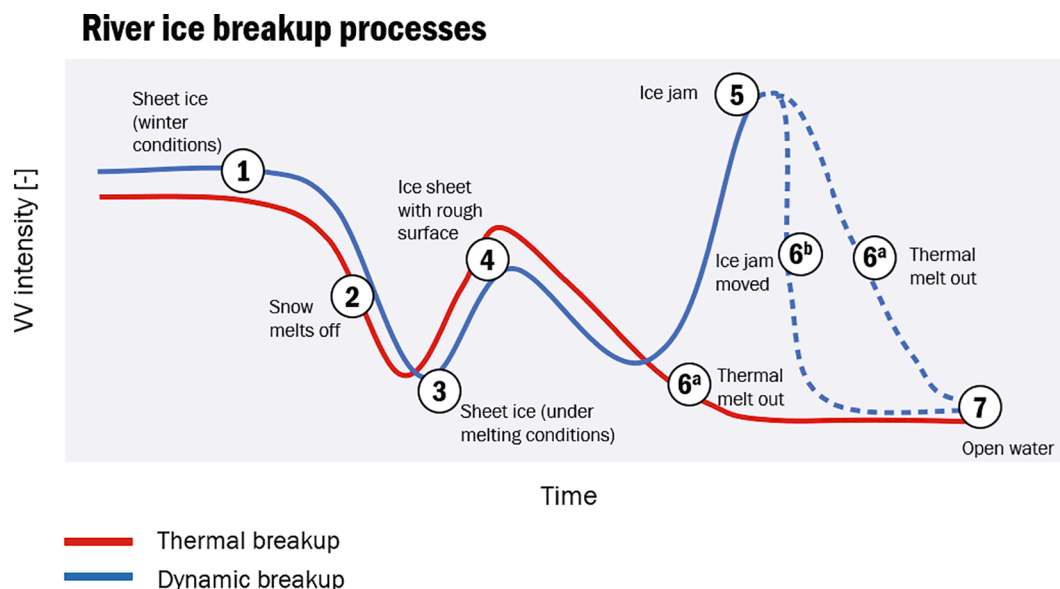 River ice breakup processes
VV intensity [-]
Sheet ice
(winter
conditions)
1
2
Snow
melts off
3
Sheet ice (under
melting conditions)
Ice sheet
with rough
surface
4
Ice jam
5
Ice jam
moved
6b
6a
Thermal
melt out
6a
Thermal
melt out
7
Open water
Time
Thermal breakup
Dynamic breakup